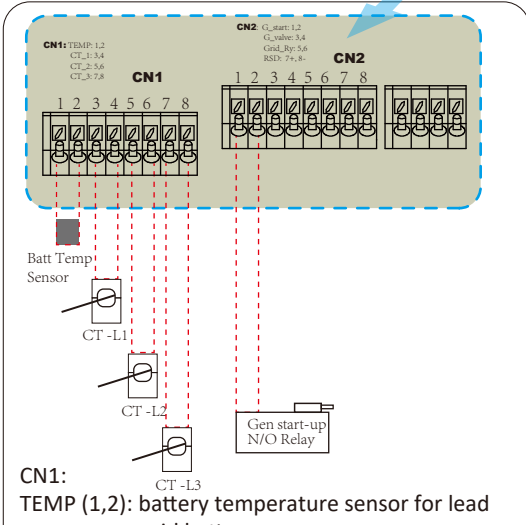 CN1: TEMP: 1,2
CT_1: 3,4
CT_2: 5,6
CT_3: 7,8
CN1
1 2 3 4 5 6 7 8
CN2: G_start: 1,2
G_valve: 3,4
Grid_Ry: 5,6
RSD: 7+, 8-
CN2
1 2 3 4 5 6 7 8
Batt Temp
Sensor
CT -L1
CT -L2
CT -L3
Gen start-up
N/O Relay
CN1:
TEMP (1,2): battery temperature sensor for lead